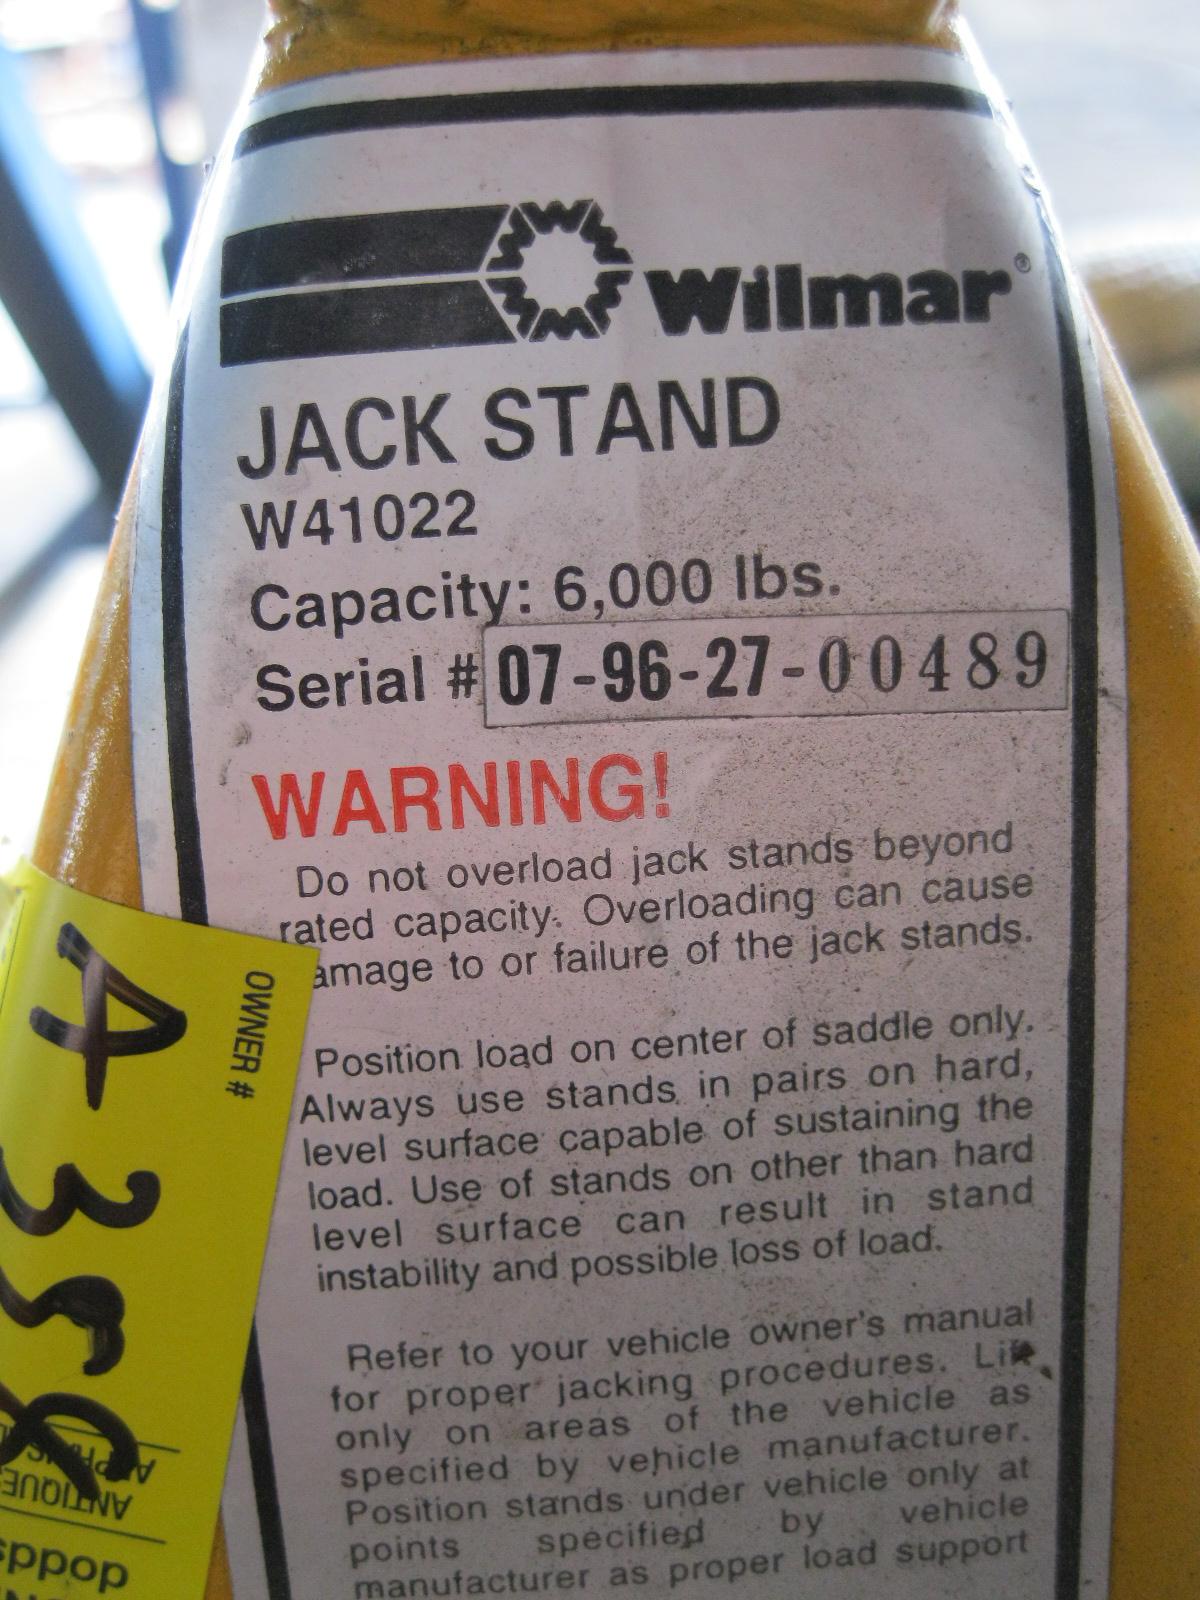 Wilmar®
JACK STAND
W41022
Capacity: 6,000 lbs.
Serial # 07-96-27-00489
WARNING!
Do not overload jack stands beyond
rated capacity. Overloading can cause
amage to or failure of the jack stands.
Position load on center of saddle only.
Always use stands in pairs on hard,
level surface capable of sustaining the
load. Use of stands on other than hard
level surface can result in stand
instability and possible loss of load.
Refer to your vehicle owner's manual
for proper jacking procedures. Lift
only on areas of the vehicle as
specified by vehicle manufacturer.
Position stands under vehicle only at
points specified by vehicle
manufacturer as proper load support
OWNER #
A 3 5